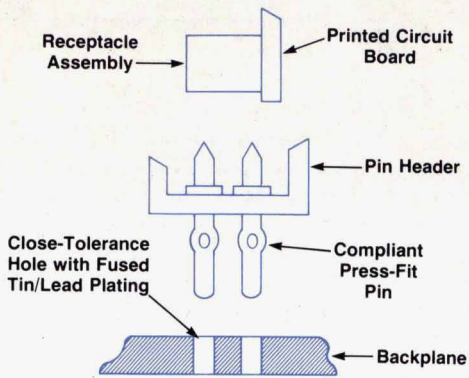 Receptacle
Assembly
Printed Circuit
Board
Pin Header
Close-Tolerance
Hole with Fused
Tin/Lead Plating
Compliant
Press-Fit
Pin
Backplane